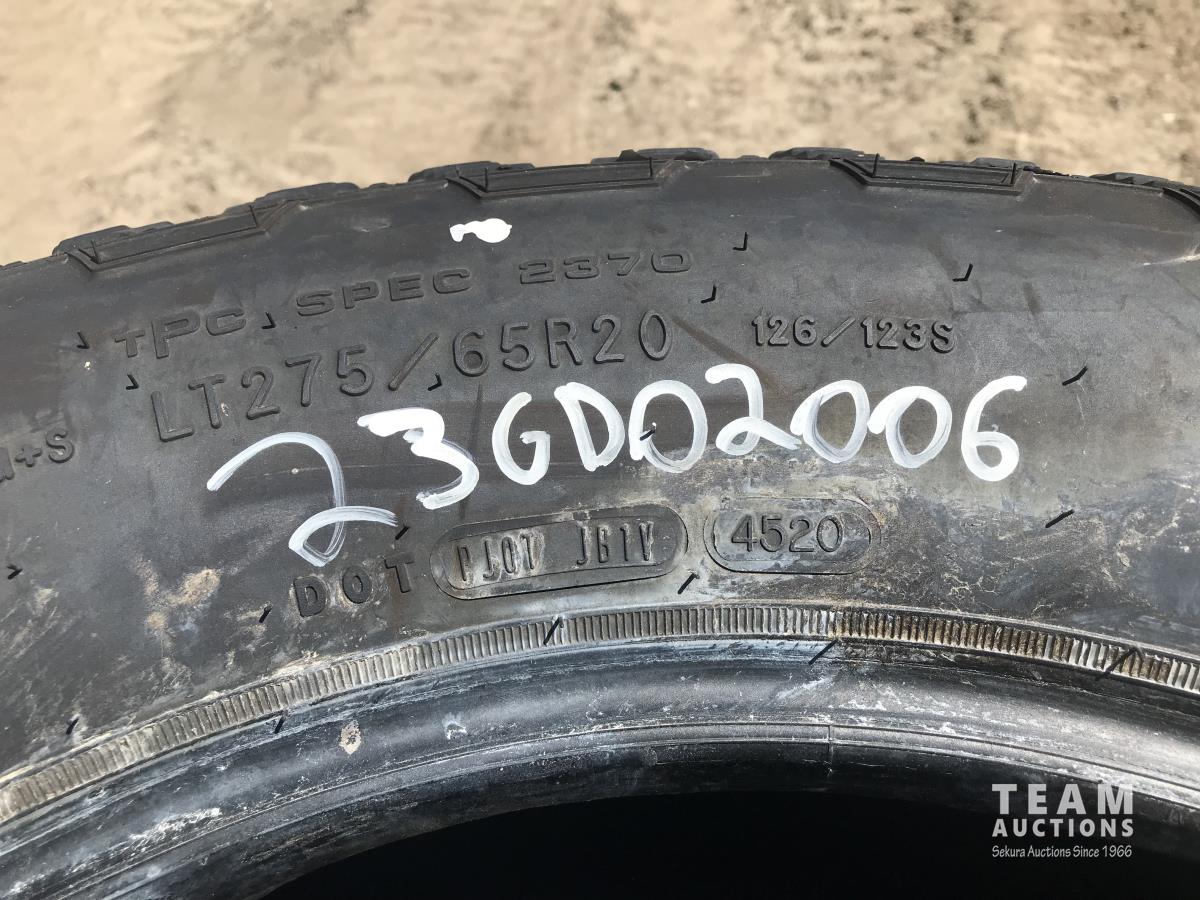 TPC SPEC 2370
LT275/65R20 126/123S
M+S
23GD02006
DOT PJ0T JB1V 4520
TEAM
AUCTIONS
Sekura Auctions Since 1966